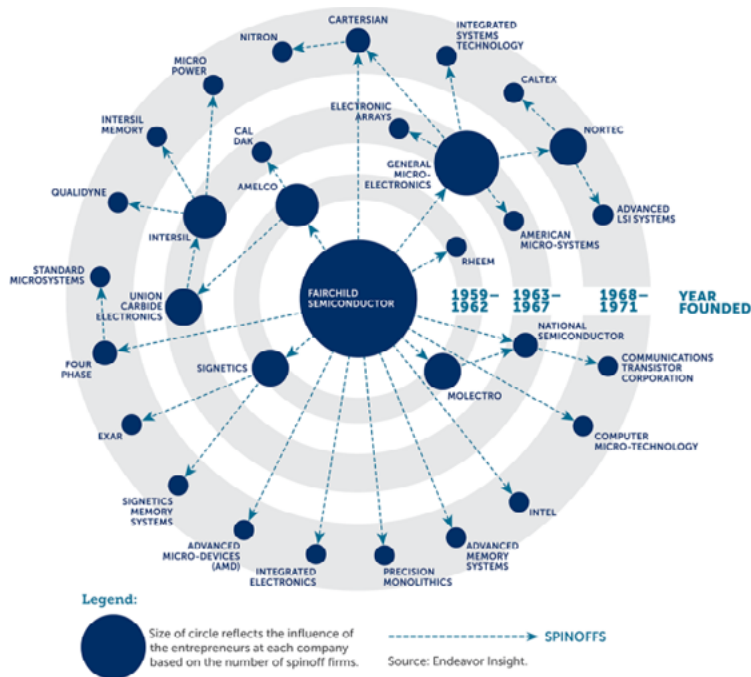 CARTERSIAN
NITRON
INTEGRATED
SYSTEMS
TECHNOLOGY
MICRO
POWER
CALTEX
ELECTRONIC
ARRAYS
INTERSIL
MEMORY
CAL
DAK
NORTEC
GENERAL
MICRO-
ELECTRONICS
AMELCO
QUALIDYNE
ADVANCED
LSI SYSTEMS
AMERICAN
MICRO-SYSTEMS
INTERSIL
RHEEM
STANDARD
MICROSYSTEMS
UNION
CARBIDE
ELECTRONICS
FAIRCHILD
SEMICONDUCTOR
1959–
1962
1963–
1967
1968–
1971
YEAR
FOUNDED
NATIONAL
SEMICONDUCTOR
FOUR
PHASE
SIGNETICS
COMMUNICATIONS
TRANSISTOR
CORPORATION
MOLECTRO
EXAR
COMPUTER
MICRO-TECHNOLOGY
SIGNETICS
MEMORY
SYSTEMS
INTEL
ADVANCED
MICRO-DEVICES
(AMD)
INTEGRATED
ELECTRONICS
PRECISION
MONOLITHICS
ADVANCED
MEMORY
SYSTEMS
Legend:
Size of circle reflects the influence of
the entrepreneurs at each company
based on the number of spinoff firms.
SPINOFFS
Source: Endeavor Insight.